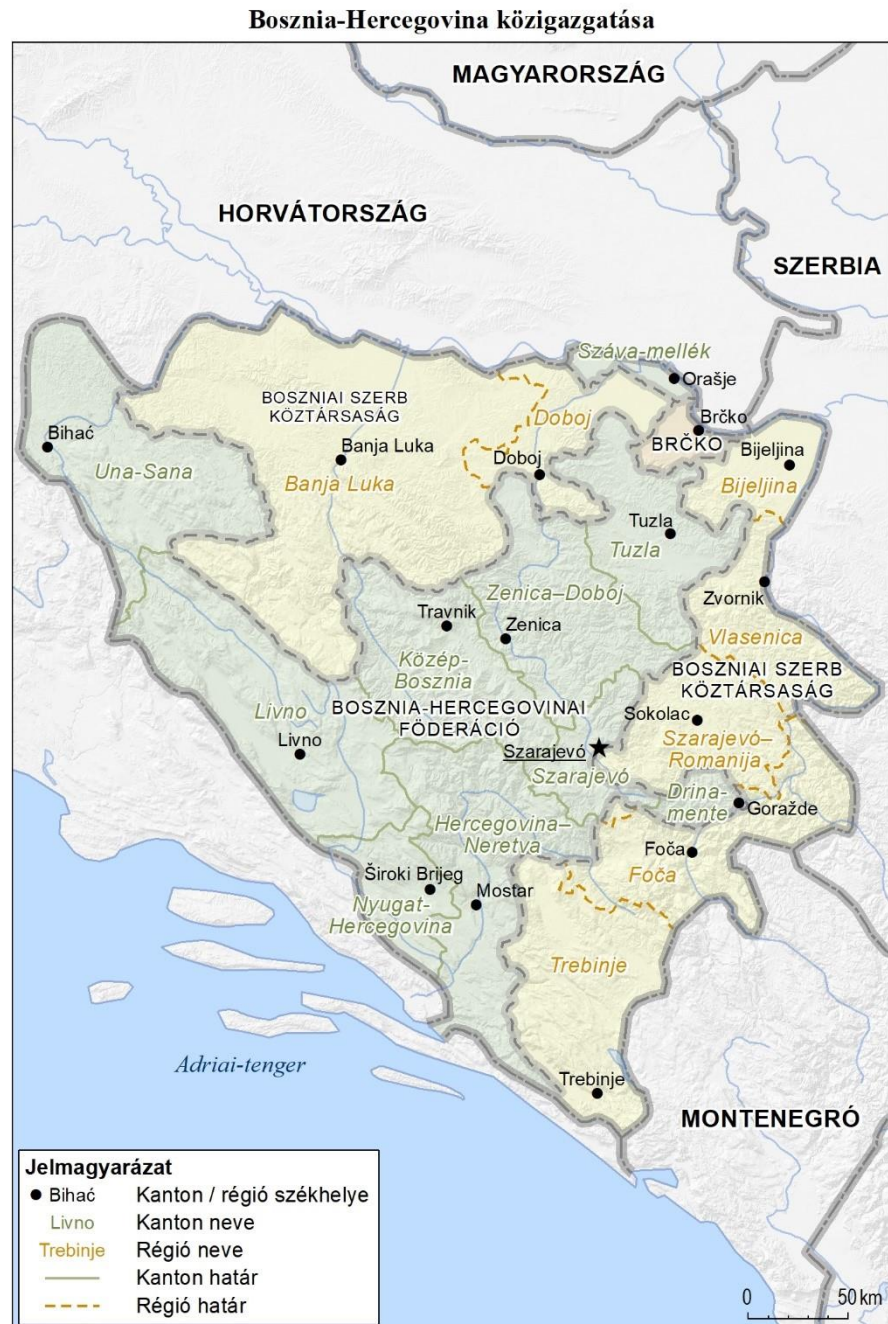 Bosznia-Hercegovina közigazgatása
MAGYARORSZÁG
HORVÁTORSZÁG
SZERBIA
Száva-mellék
Orašje
BOSZNIAI SZERB
KÖZTÁRSASÁG
Doboj
Brčko
BRČKO
Bihać
Banja Luka
Bijeljina
Una-Sana
Banja Luka
Doboj
Bijeljina
Tuzla
Tuzla
Zenica–Doboj
Zvornik
Travnik
Zenica
Vlasenica
Közép-
Bosznia
BOSZNIAI SZERB
KÖZTÁRSASÁG
Livno
BOSZNIA-HERCEGOVINAI
FÖDERÁCIÓ
Sokolac
Livno
Szarajevó
Szarajevó–
Romanija
Szarajevó
Drina-
mente
Goražde
Hercegovina–
Neretva
Foča
Foča
Široki Brijeg
Mostar
Nyugat-
Hercegovina
Trebinje
Adriai-tenger
Trebinje
MONTENEGRÓ
Jelmagyarázat
Bihać Kanton / régió székhelye
Livno Kanton neve
Trebinje Régió neve
Kanton határ
Régió határ
0 50 km